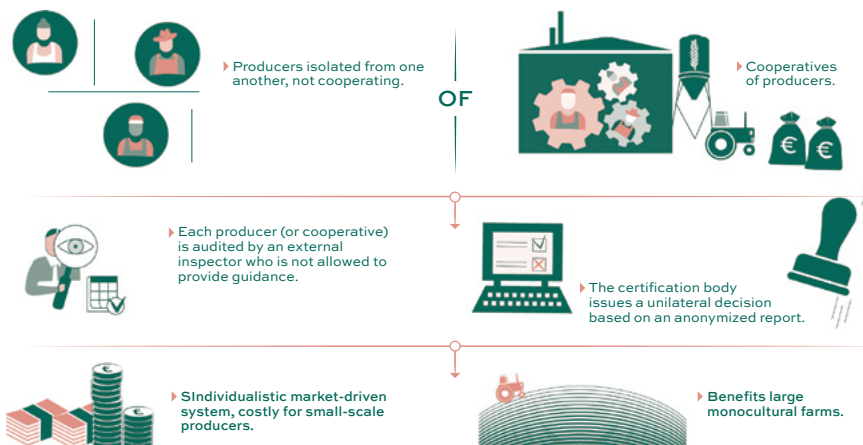 Producers isolated from one
another, not cooperating.
OF
Cooperatives
of producers.
€
€
Each producer (or cooperative)
is audited by an external
inspector who is not allowed to
provide guidance.
The certification body
issues a unilateral decision
based on an anonymized report.
€
€
SIndividualistic market-driven
system, costly for small-scale
producers.
Benefits large
monocultural farms.